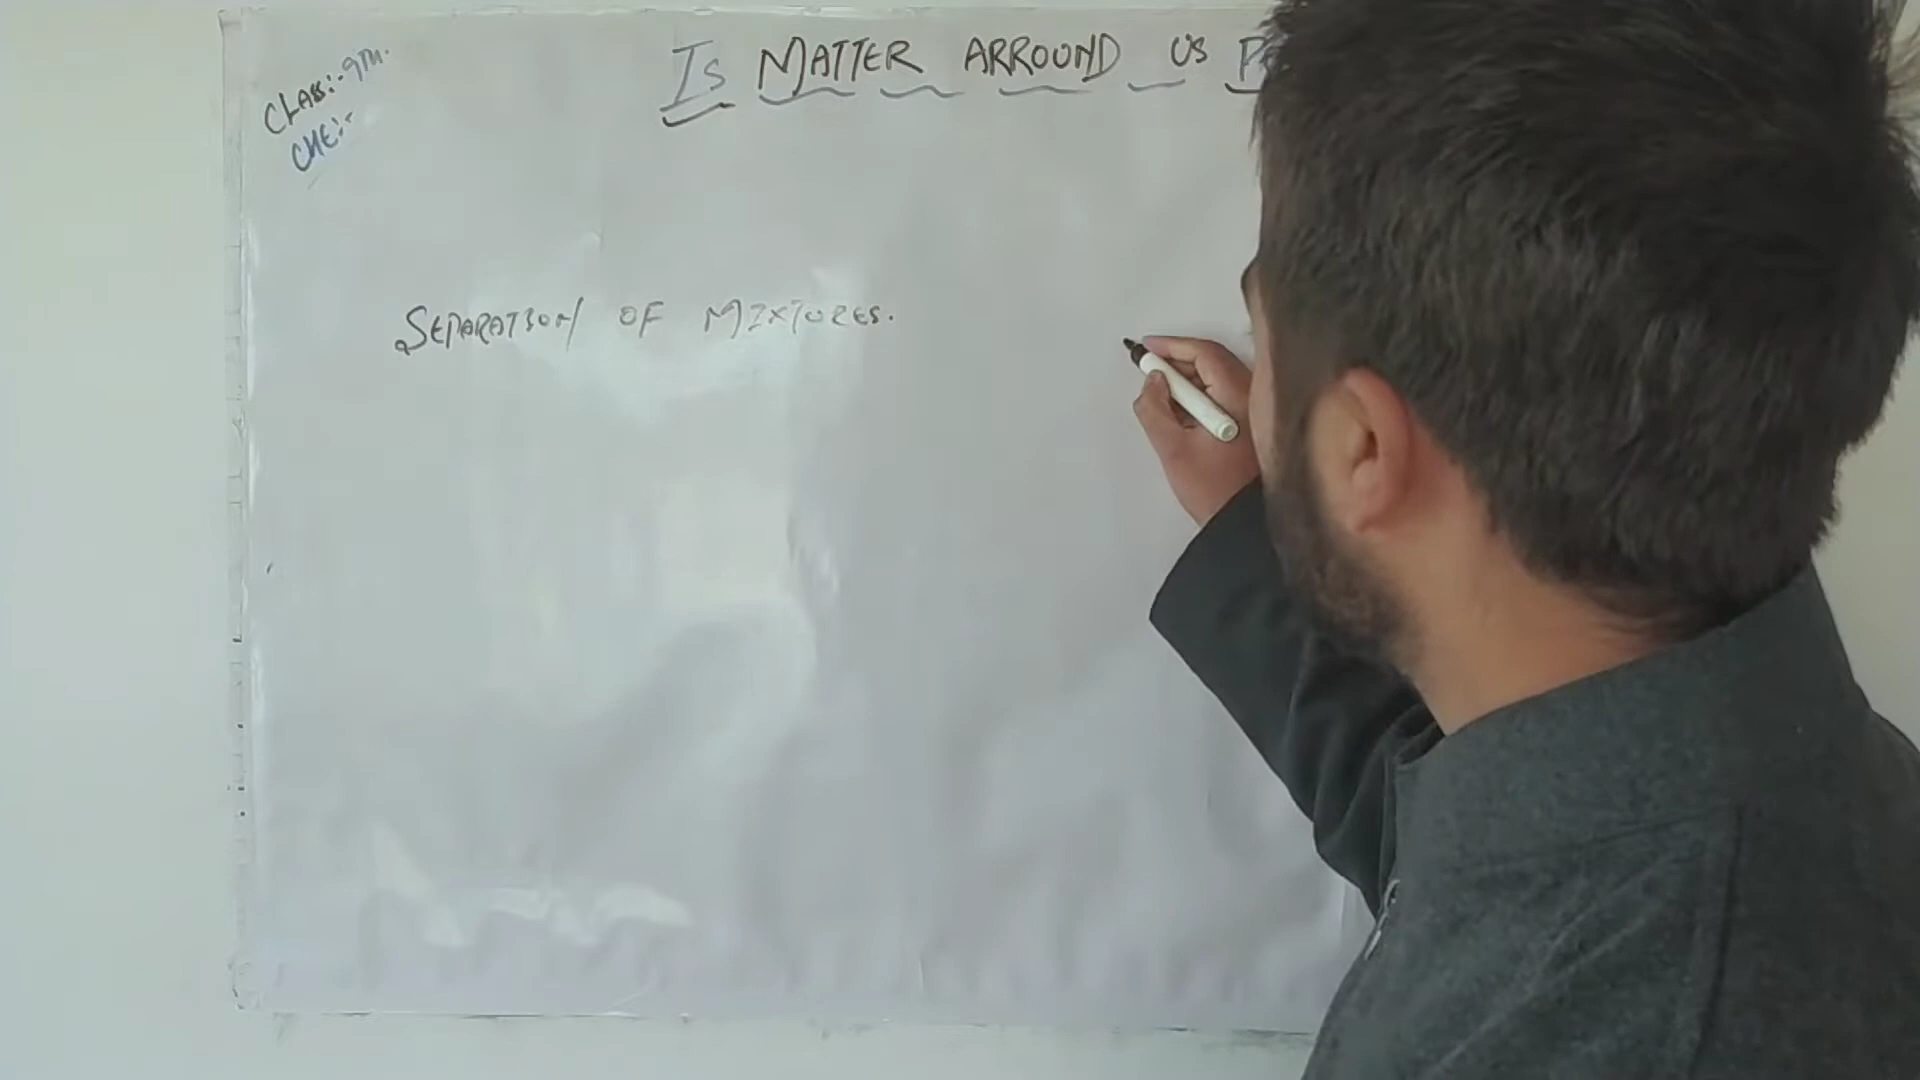 IS MATTER ARROUND US P
CLASS:-9TH.
CHE:-
SEPARATION OF MIXTURES.